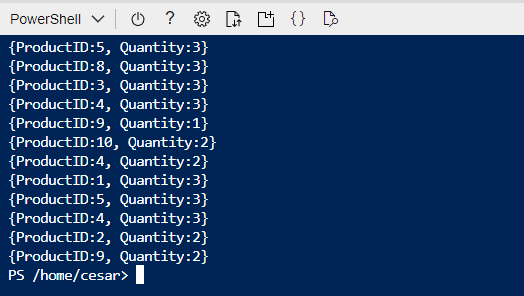 PowerShell
{ProductID:5, Quantity:3}
{ProductID:8, Quantity:3}
{ProductID:3, Quantity:3}
{ProductID:4, Quantity:3}
{ProductID:9, Quantity:1}
{ProductID:10, Quantity:2}
{ProductID:4, Quantity:2}
{ProductID:1, Quantity:3}
{ProductID:5, Quantity:3}
{ProductID:4, Quantity:3}
{ProductID:2, Quantity:2}
{ProductID:9, Quantity:2}
PS /home/cesar>